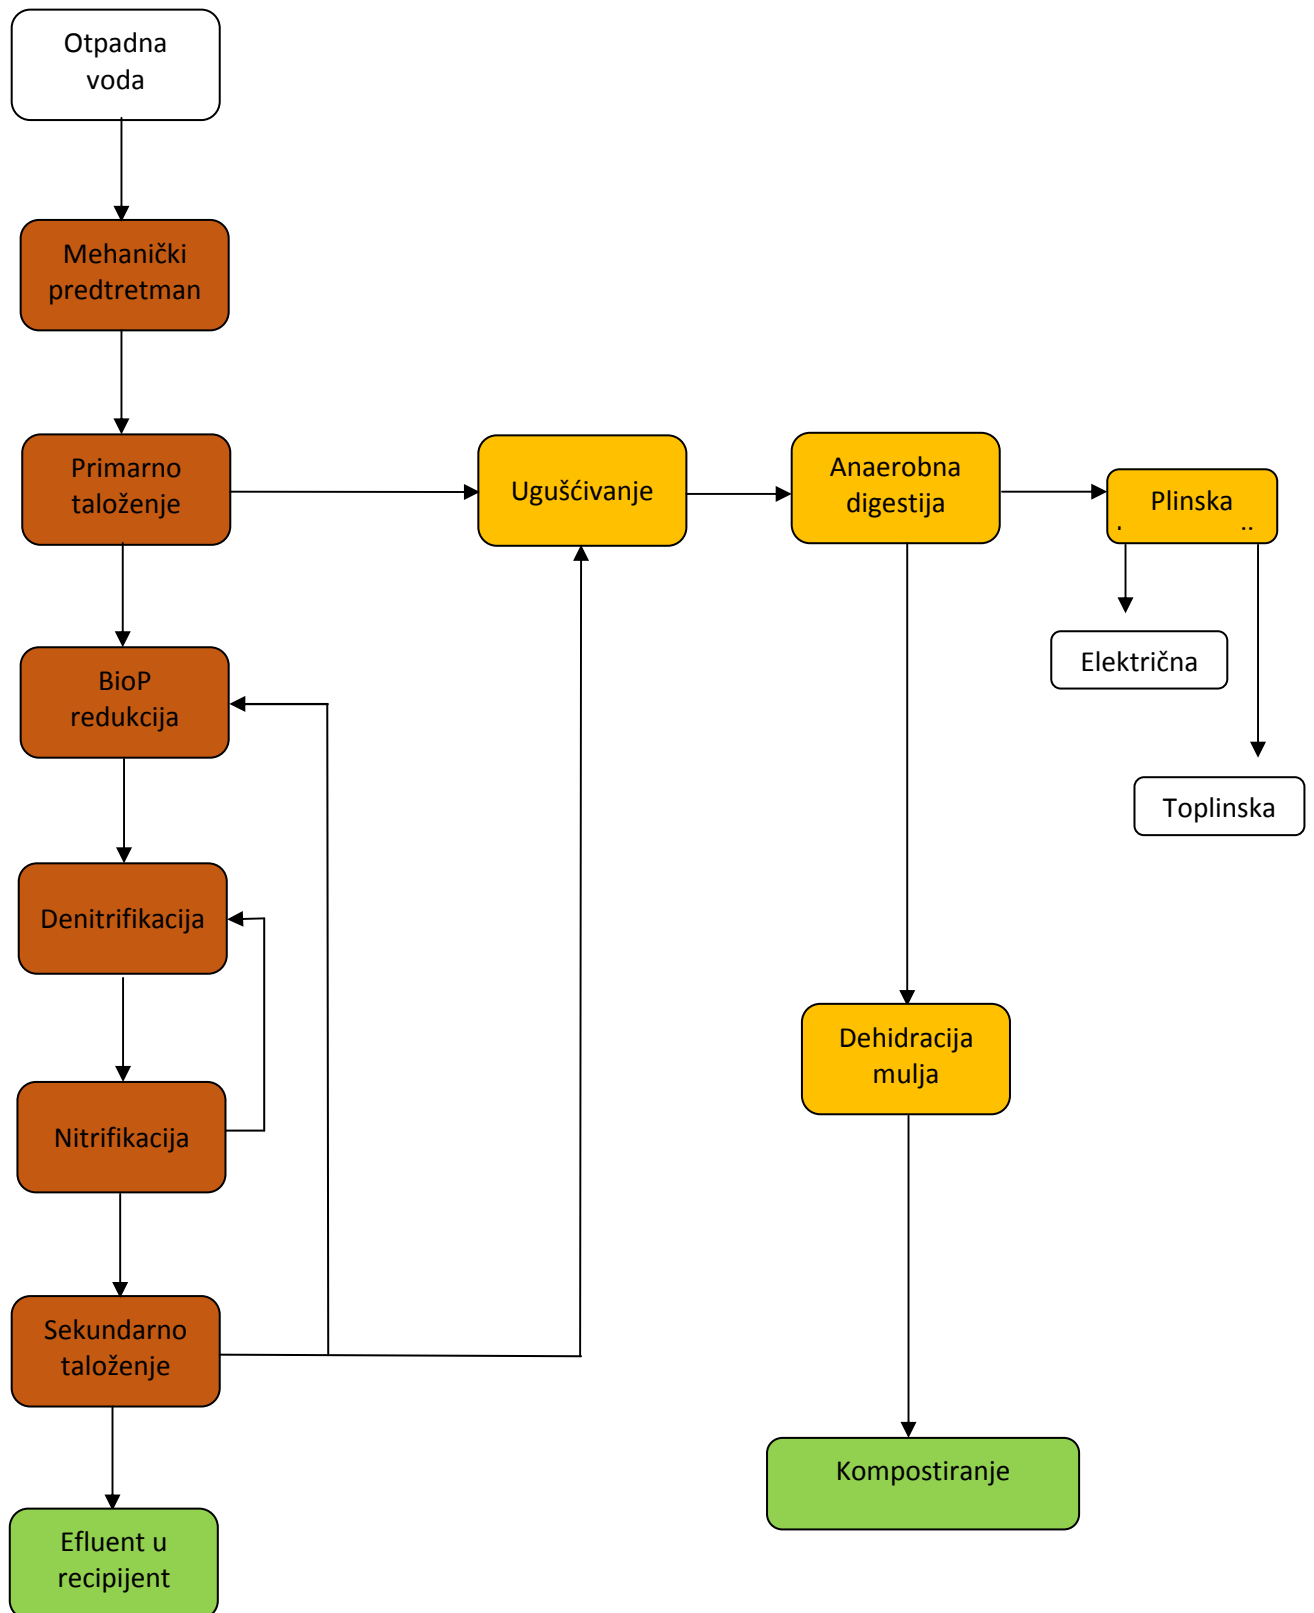 Otpadna
voda
Mehanički
predtretman
Primarno
taloženje
Ugušćivanje
Anaerobna
digestija
Plinska
BioP
redukcija
Električna
Toplinska
Denitrifikacija
Dehidracija
mulja
Nitrifikacija
Sekundarno
taloženje
Kompostiranje
Efluent u
recipijent